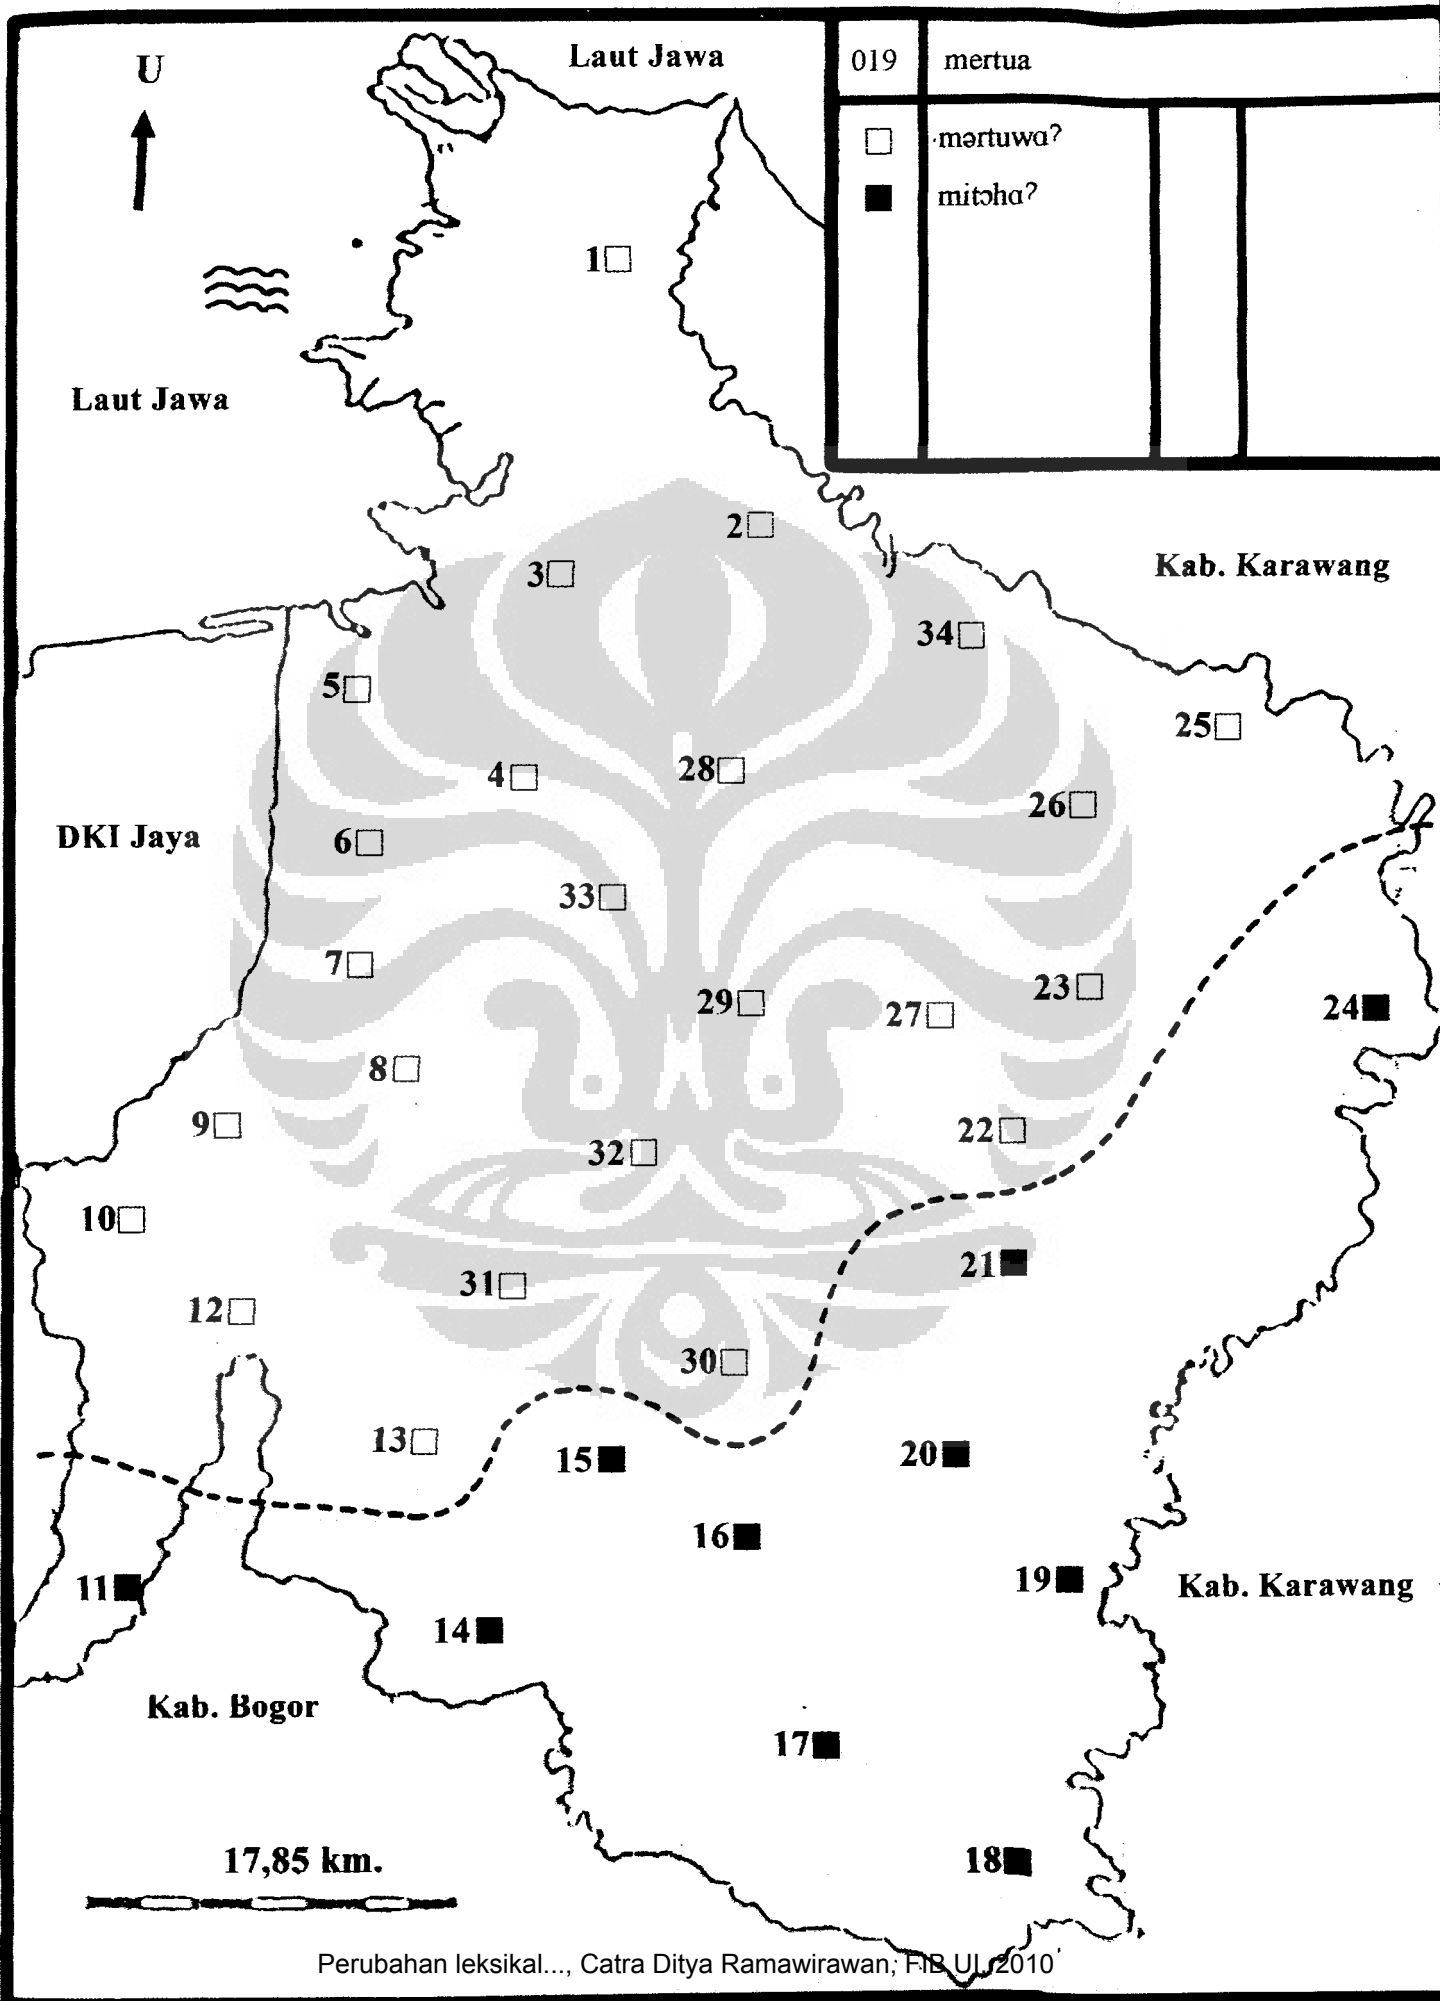 U
Laut Jawa
019 mertua
□ mərtuwɑʔ
■ mitɔhɑʔ
1
Laut Jawa
2
3
Kab. Karawang
34
5
25
4
28
26
DKI Jaya
6
33
7
23
29
27
24
8
9
22
32
10
21
31
12
30
13
15
20
16
11
19
Kab. Karawang
14
Kab. Bogor
17
17,85 km.
18
Perubahan leksikal..., Catra Ditya Ramawirawan, FIB UI, 2010